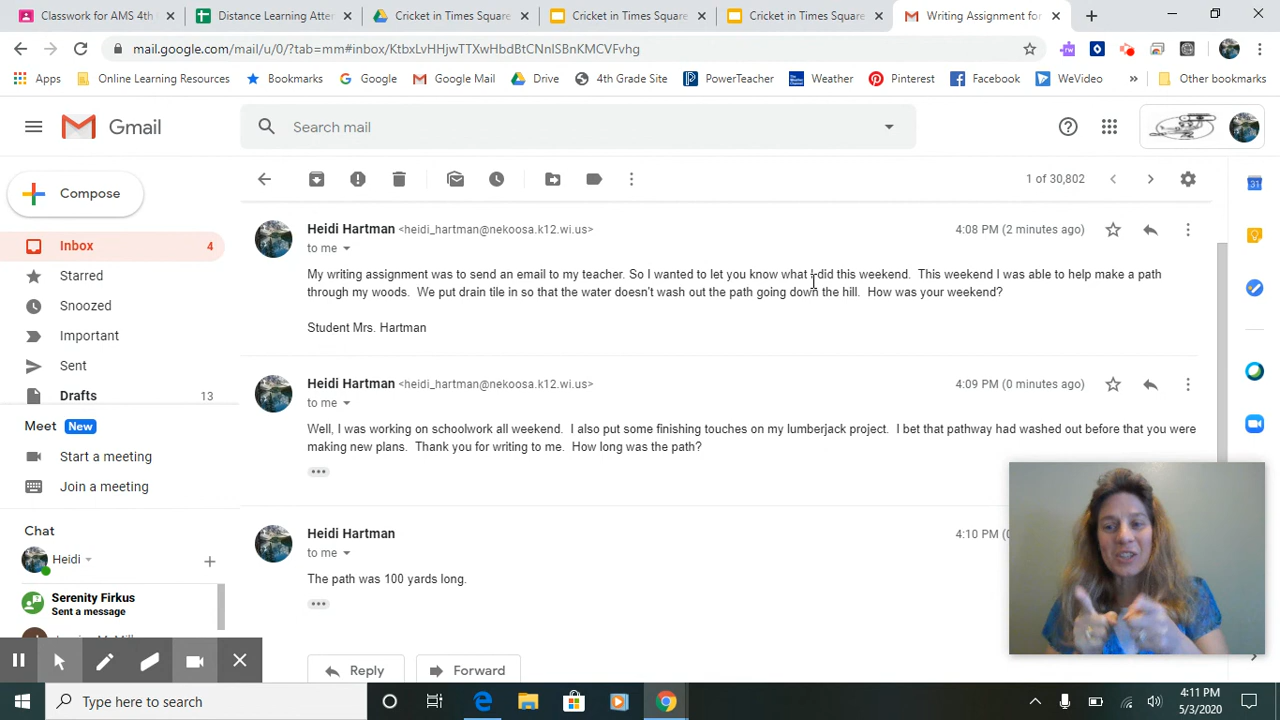 Classwork for AMS 4th
Distance Learning Atter
Cricket in Times Square
Cricket in Times Square
Cricket in Times Square
Writing Assignment for
mail.google.com/mail/u/0/?tab=mm#inbox/KtbxLvHHjwTTXwHbdBtCNnlSBnKMCVFvhg
Apps
Online Learning Resources
Bookmarks
Google
Google Mail
Drive
4th Grade Site
PowerTeacher
Weather
Pinterest
Facebook
WeVideo
»
Other bookmarks
Gmail
Search mail
Compose
1 of 30,802
Inbox 4
Starred
Snoozed
Important
Sent
Drafts 13
Meet New
Start a meeting
Join a meeting
Chat
Heidi
Serenity Firkus
Sent a message
Heidi Hartman <heidi_hartman@nekoosa.k12.wi.us> 4:08 PM (2 minutes ago)
to me
My writing assignment was to send an email to my teacher. So I wanted to let you know what I did this weekend. This weekend I was able to help make a path
through my woods. We put drain tile in so that the water doesn't wash out the path going down the hill. How was your weekend?
Student Mrs. Hartman
Heidi Hartman <heidi_hartman@nekoosa.k12.wi.us> 4:09 PM (0 minutes ago)
to me
Well, I was working on schoolwork all weekend. I also put some finishing touches on my lumberjack project. I bet that pathway had washed out before that you were
making new plans. Thank you for writing to me. How long was the path?
Heidi Hartman 4:10 PM (
to me
The path was 100 yards long.
Reply
Forward
Type here to search
4:11 PM
5/3/2020